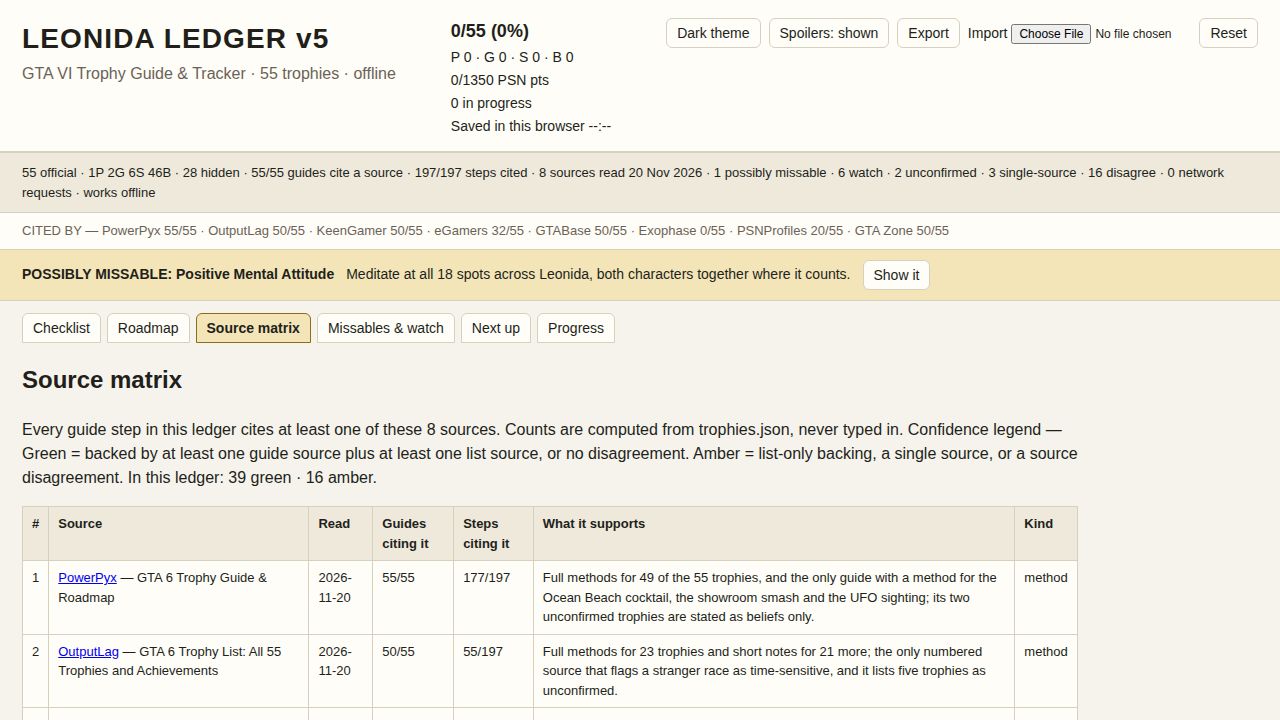 LEONIDA LEDGER v5
GTA VI Trophy Guide & Tracker · 55 trophies · offline
0/55 (0%)
P 0 · G 0 · S 0 · B 0
0/1350 PSN pts
0 in progress
Saved in this browser --:--
Dark theme
Spoilers: shown
Export
Import Choose File No file chosen
Reset
55 official · 1P 2G 6S 46B · 28 hidden · 55/55 guides cite a source · 197/197 steps cited · 8 sources read 20 Nov 2026 · 1 possibly missable · 6 watch · 2 unconfirmed · 3 single-source · 16 disagree · 0 network
requests · works offline
CITED BY — PowerPyx 55/55 · OutputLag 50/55 · KeenGamer 50/55 · eGamers 32/55 · GTABase 50/55 · Exophase 0/55 · PSNProfiles 20/55 · GTA Zone 50/55
POSSIBLY MISSABLE: Positive Mental Attitude Meditate at all 18 spots across Leonida, both characters together where it counts. Show it
Checklist
Roadmap
Source matrix
Missables & watch
Next up
Progress
Source matrix
Every guide step in this ledger cites at least one of these 8 sources. Counts are computed from trophies.json, never typed in. Confidence legend —
Green = backed by at least one guide source plus at least one list source, or no disagreement. Amber = list-only backing, a single source, or a source
disagreement. In this ledger: 39 green · 16 amber.
# Source Read Guides citing it Steps citing it What it supports Kind
1
PowerPyx — GTA 6 Trophy Guide &
Roadmap
2026-
11-20
55/55
177/197
Full methods for 49 of the 55 trophies, and the only guide with a method for the
Ocean Beach cocktail, the showroom smash and the UFO sighting; its two
unconfirmed trophies are stated as beliefs only.
method
2
OutputLag — GTA 6 Trophy List: All 55
Trophies and Achievements
2026-
11-20
50/55
55/197
Full methods for 23 trophies and short notes for 21 more; the only numbered
source that flags a stranger race as time-sensitive, and it lists five trophies as
unconfirmed.
method